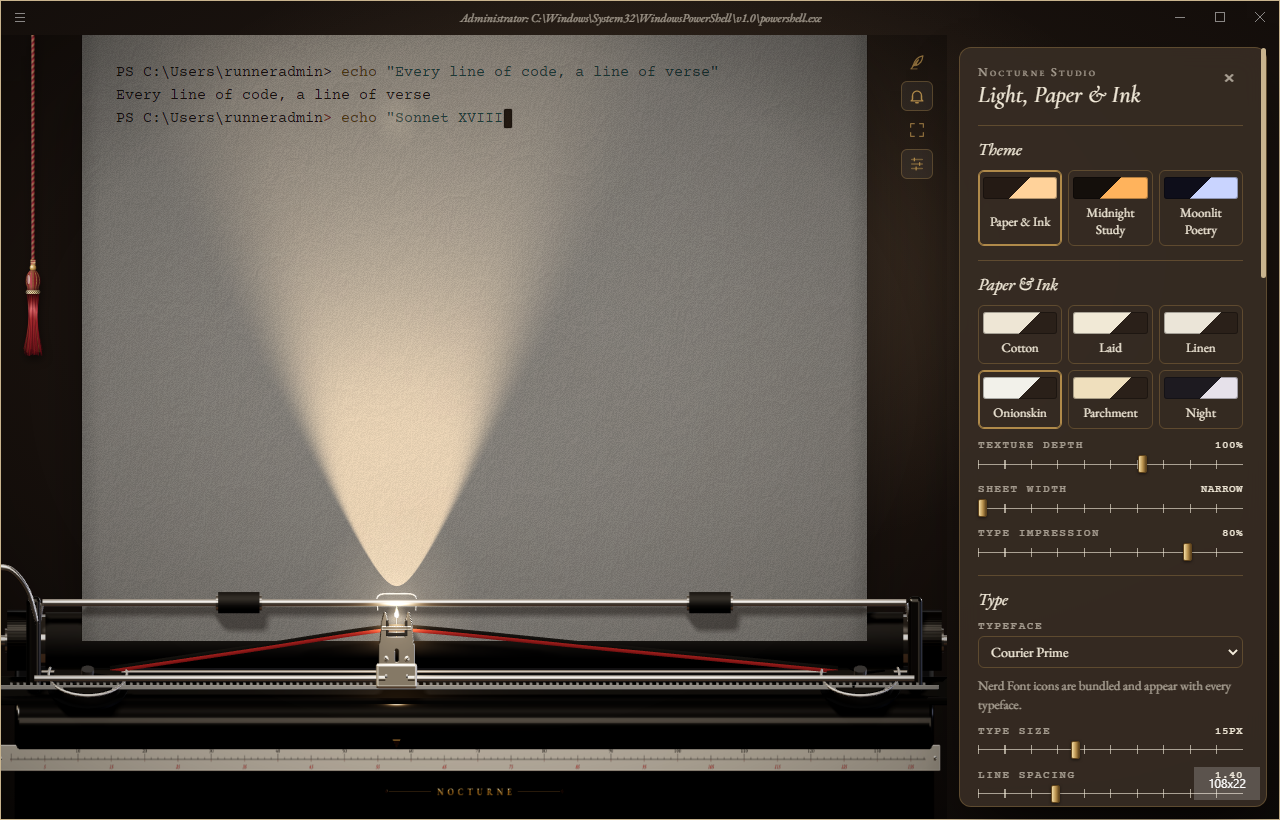 Administrator: C:\Windows\System32\WindowsPowerShell\v1.0\powershell.exe
PS C:\Users\runneradmin> echo "Every line of code, a line of verse"
Every line of code, a line of verse
PS C:\Users\runneradmin> echo "Sonnet XVIII
NOCTURNE
Nocturne Studio
Light, Paper & Ink
Theme
Paper & Ink
Midnight Study
Moonlit Poetry
Paper & Ink
Cotton
Laid
Linen
Onionskin
Parchment
Night
TEXTURE DEPTH 100%
SHEET WIDTH NARROW
TYPE IMPRESSION 80%
Type
TYPEFACE
Courier Prime
Nerd Font icons are bundled and appear with every
typeface.
TYPE SIZE 15PX
LINE SPACING 1.40
108x22